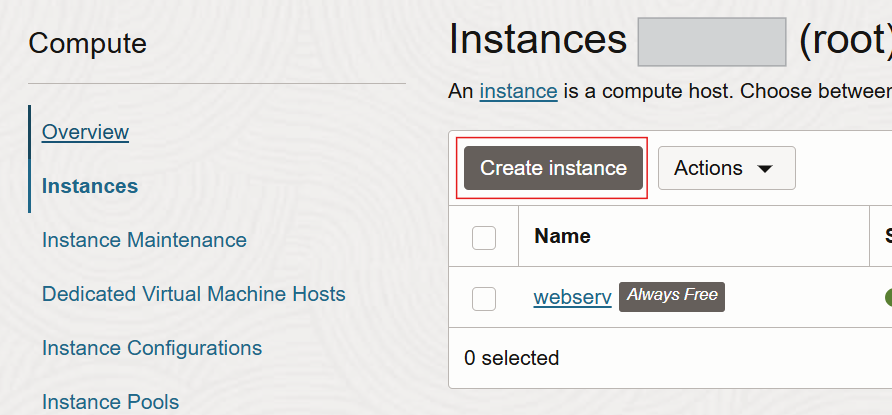 Compute
Overview
Instances
Instance Maintenance
Dedicated Virtual Machine Hosts
Instance Configurations
Instance Pools
Instances (root)
An instance is a compute host. Choose between
Create instance Actions
Name
webserv Always Free
0 selected